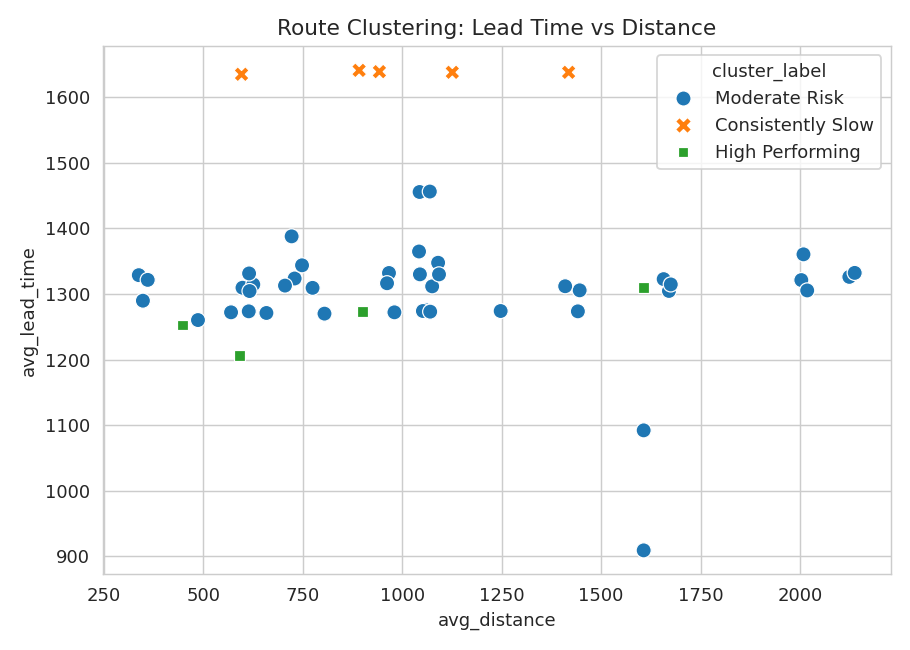 Route Clustering: Lead Time vs Distance
cluster_label
Moderate Risk
Consistently Slow
High Performing
avg_lead_time
1600
1500
1400
1300
1200
1100
1000
900
250 500 750 1000 1250 1500 1750 2000
avg_distance